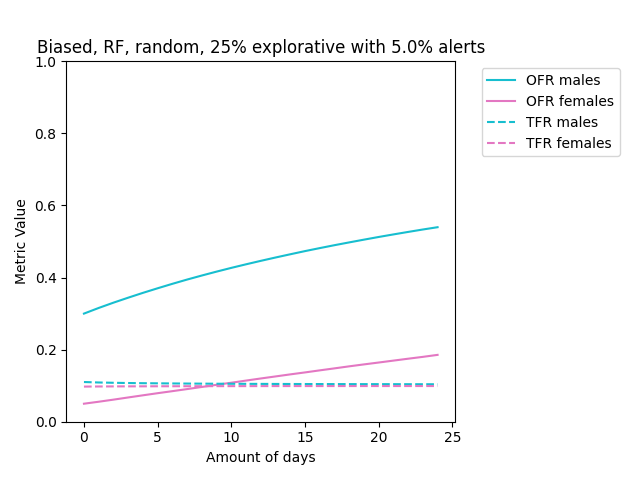 Biased, RF, random, 25% explorative with 5.0% alerts
1.0
0.8
0.6
0.4
0.2
0.0
Metric Value
0 5 10 15 20 25
Amount of days
OFR males
OFR females
TFR males
TFR females